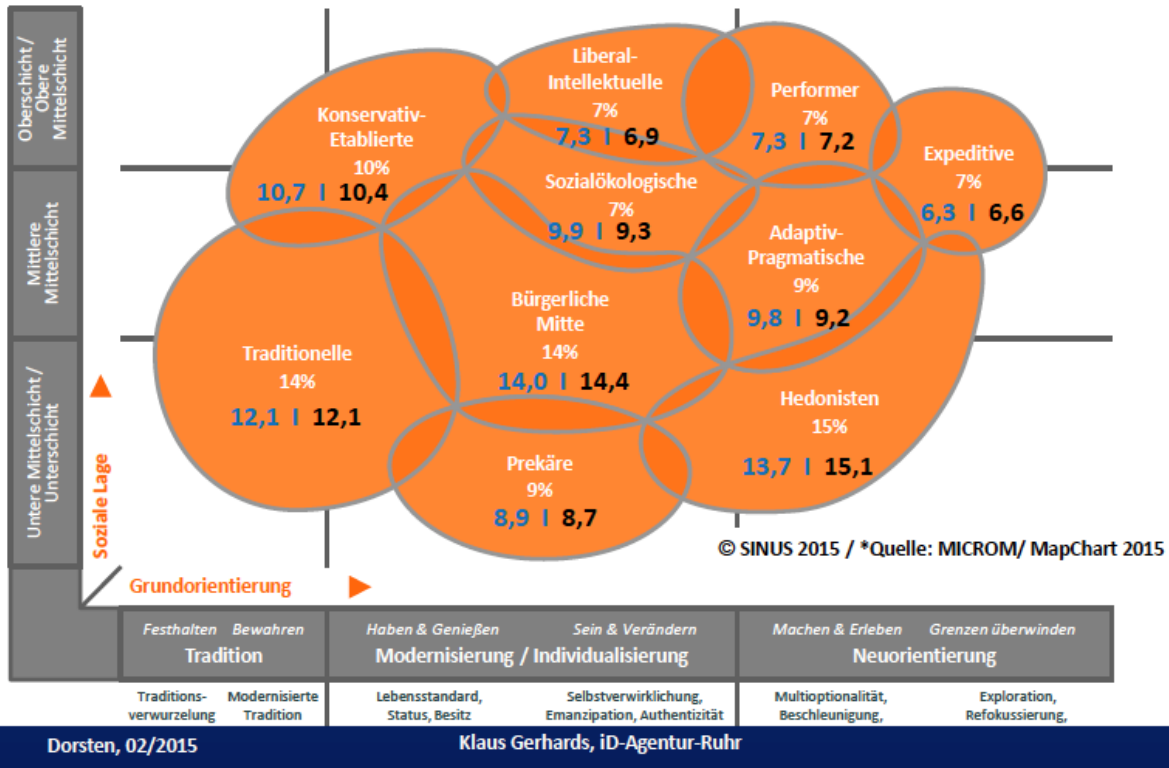 Oberschicht /
Obere
Mittelschicht
Mittlere
Mittelschicht
Untere Mittelschicht /
Unterschicht
Soziale Lage
Konservativ-
Etablierte
10%
10,7 I 10,4
Liberal-
Intellektuelle
7%
7,3 I 6,9
Performer
7%
7,3 I 7,2
Expeditive
7%
6,3 I 6,6
Sozialökologische
7%
9,9 I 9,3
Adaptiv-
Pragmatische
9%
9,8 I 9,2
Bürgerliche
Mitte
14%
14,0 I 14,4
Traditionelle
14%
12,1 I 12,1
Hedonisten
15%
13,7 I 15,1
Prekäre
9%
8,9 I 8,7
© SINUS 2015 / *Quelle: MICROM/ MapChart 2015
Grundorientierung
Festhalten Bewahren
Tradition
Haben & Genießen Sein & Verändern
Modernisierung / Individualisierung
Machen & Erleben Grenzen überwinden
Neuorientierung
Traditions-
verwurzelung
Modernisierte
Tradition
Lebensstandard,
Status, Besitz
Selbstverwirklichung,
Emanzipation, Authentizität
Multioptionalität,
Beschleunigung,
Exploration,
Refokussierung,
Dorsten, 02/2015
Klaus Gerhards, iD-Agentur-Ruhr